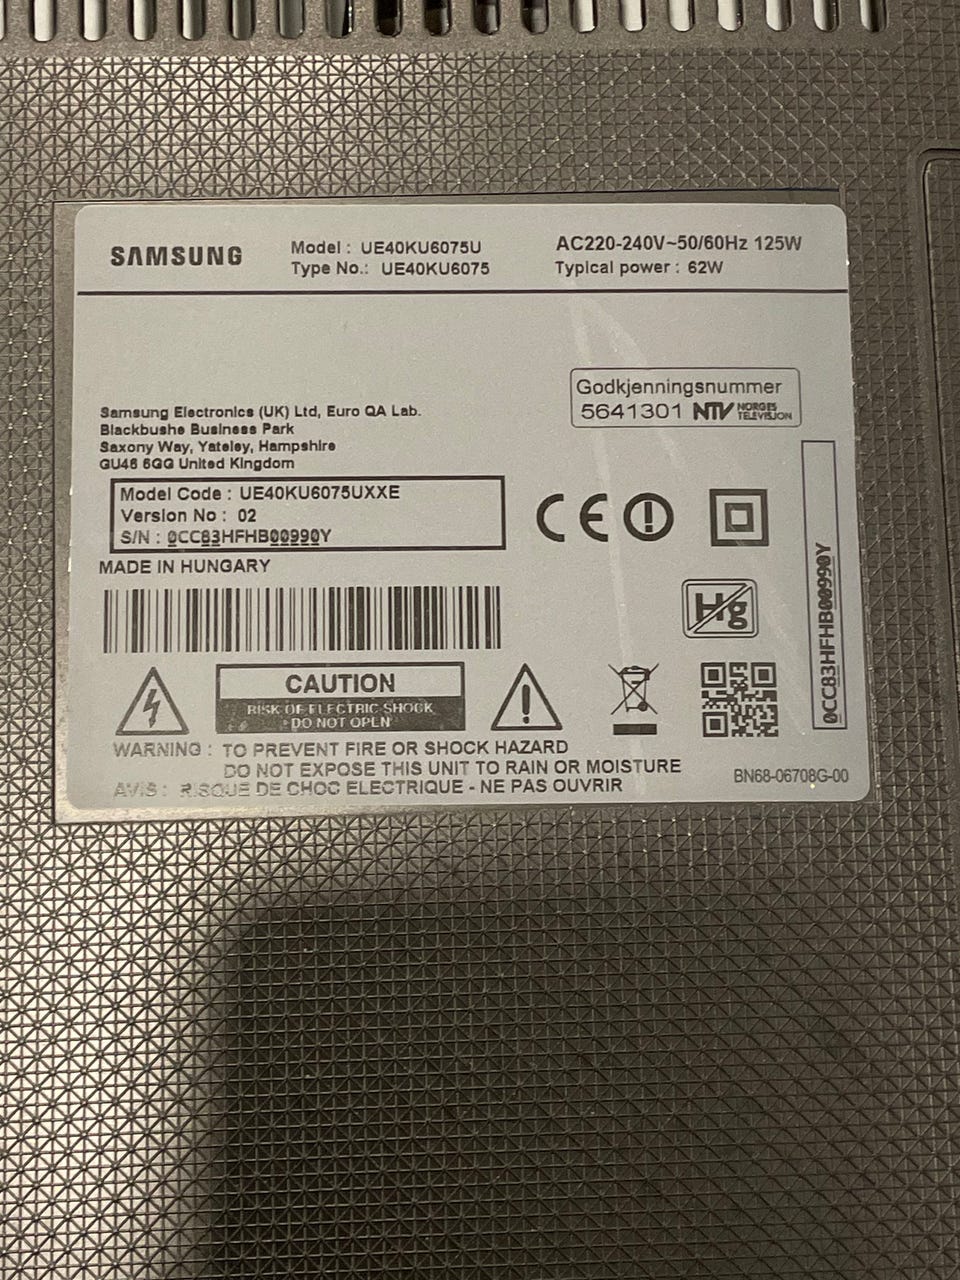 SAMSUNG
Model : UE40KU6075U
Type No.: UE40KU6075
AC220-240V~50/60Hz 125W
Typical power : 62W
Godkjenningsnummer
5641301 NTV NORGES TELEVISJON
Samsung Electronics (UK) Ltd, Euro QA Lab.
Blackbushe Business Park
Saxony Way, Yateley, Hampshire
GU46 6GG United Kingdom
Model Code : UE40KU6075UXXE
Version No : 02
S/N : 0CC83HFHB00990Y
MADE IN HUNGARY
CE
Hg
0CC83HFHB00990Y
CAUTION
RISK OF ELECTRIC SHOCK
DO NOT OPEN
WARNING : TO PREVENT FIRE OR SHOCK HAZARD
DO NOT EXPOSE THIS UNIT TO RAIN OR MOISTURE
AVIS : RISQUE DE CHOC ELECTRIQUE - NE PAS OUVRIR
BN68-06708G-00